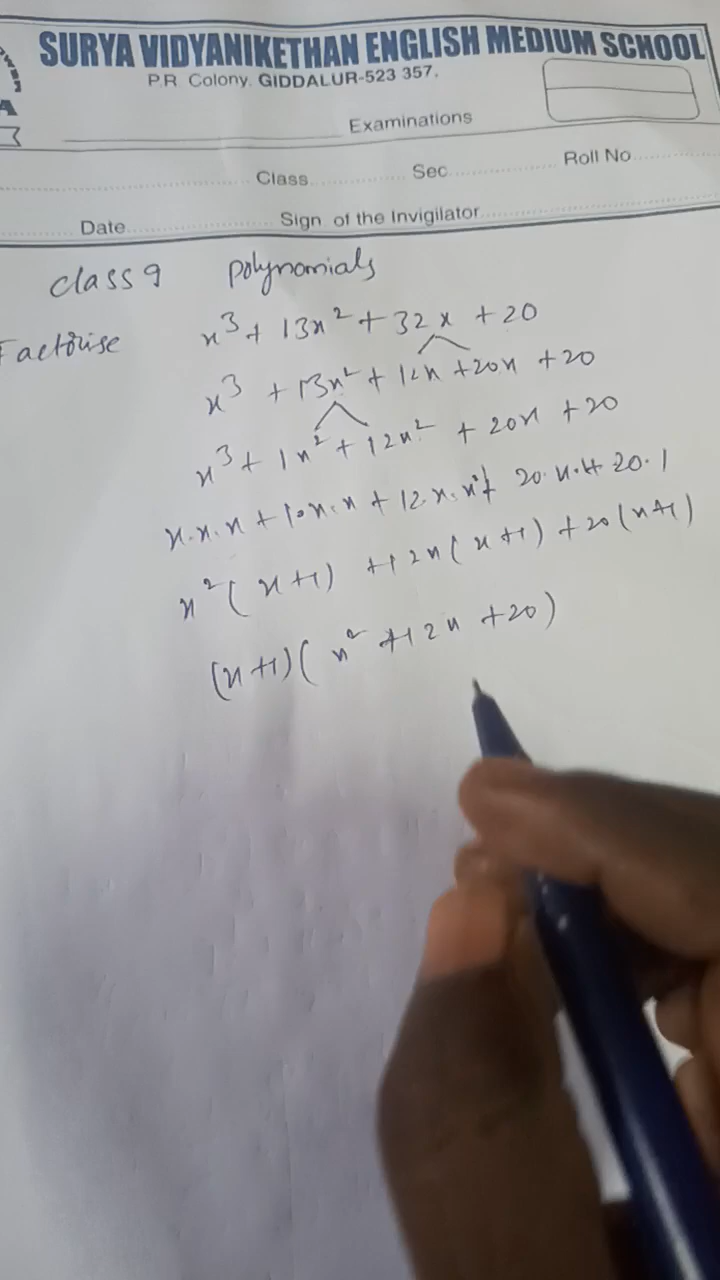 SURYA VIDYANIKETHAN ENGLISH MEDIUM SCHOOL
P.R Colony. GIDDALUR-523 357.
Examinations
Class Sec Roll No
Date Sign of the Invigilator
class 9 polynomials
Factorise x³ + 13x² + 32x + 20
x³ + 13x² + 12x + 20x + 20
x³ + 1x² + 12x² + 20x + 20
x.x.x + 1.x.x + 12.x.x + 20.x.1 + 20.1
x²(x+1) + 12x(x+1) + 20(x+1)
(x+1)(x² + 12x + 20)